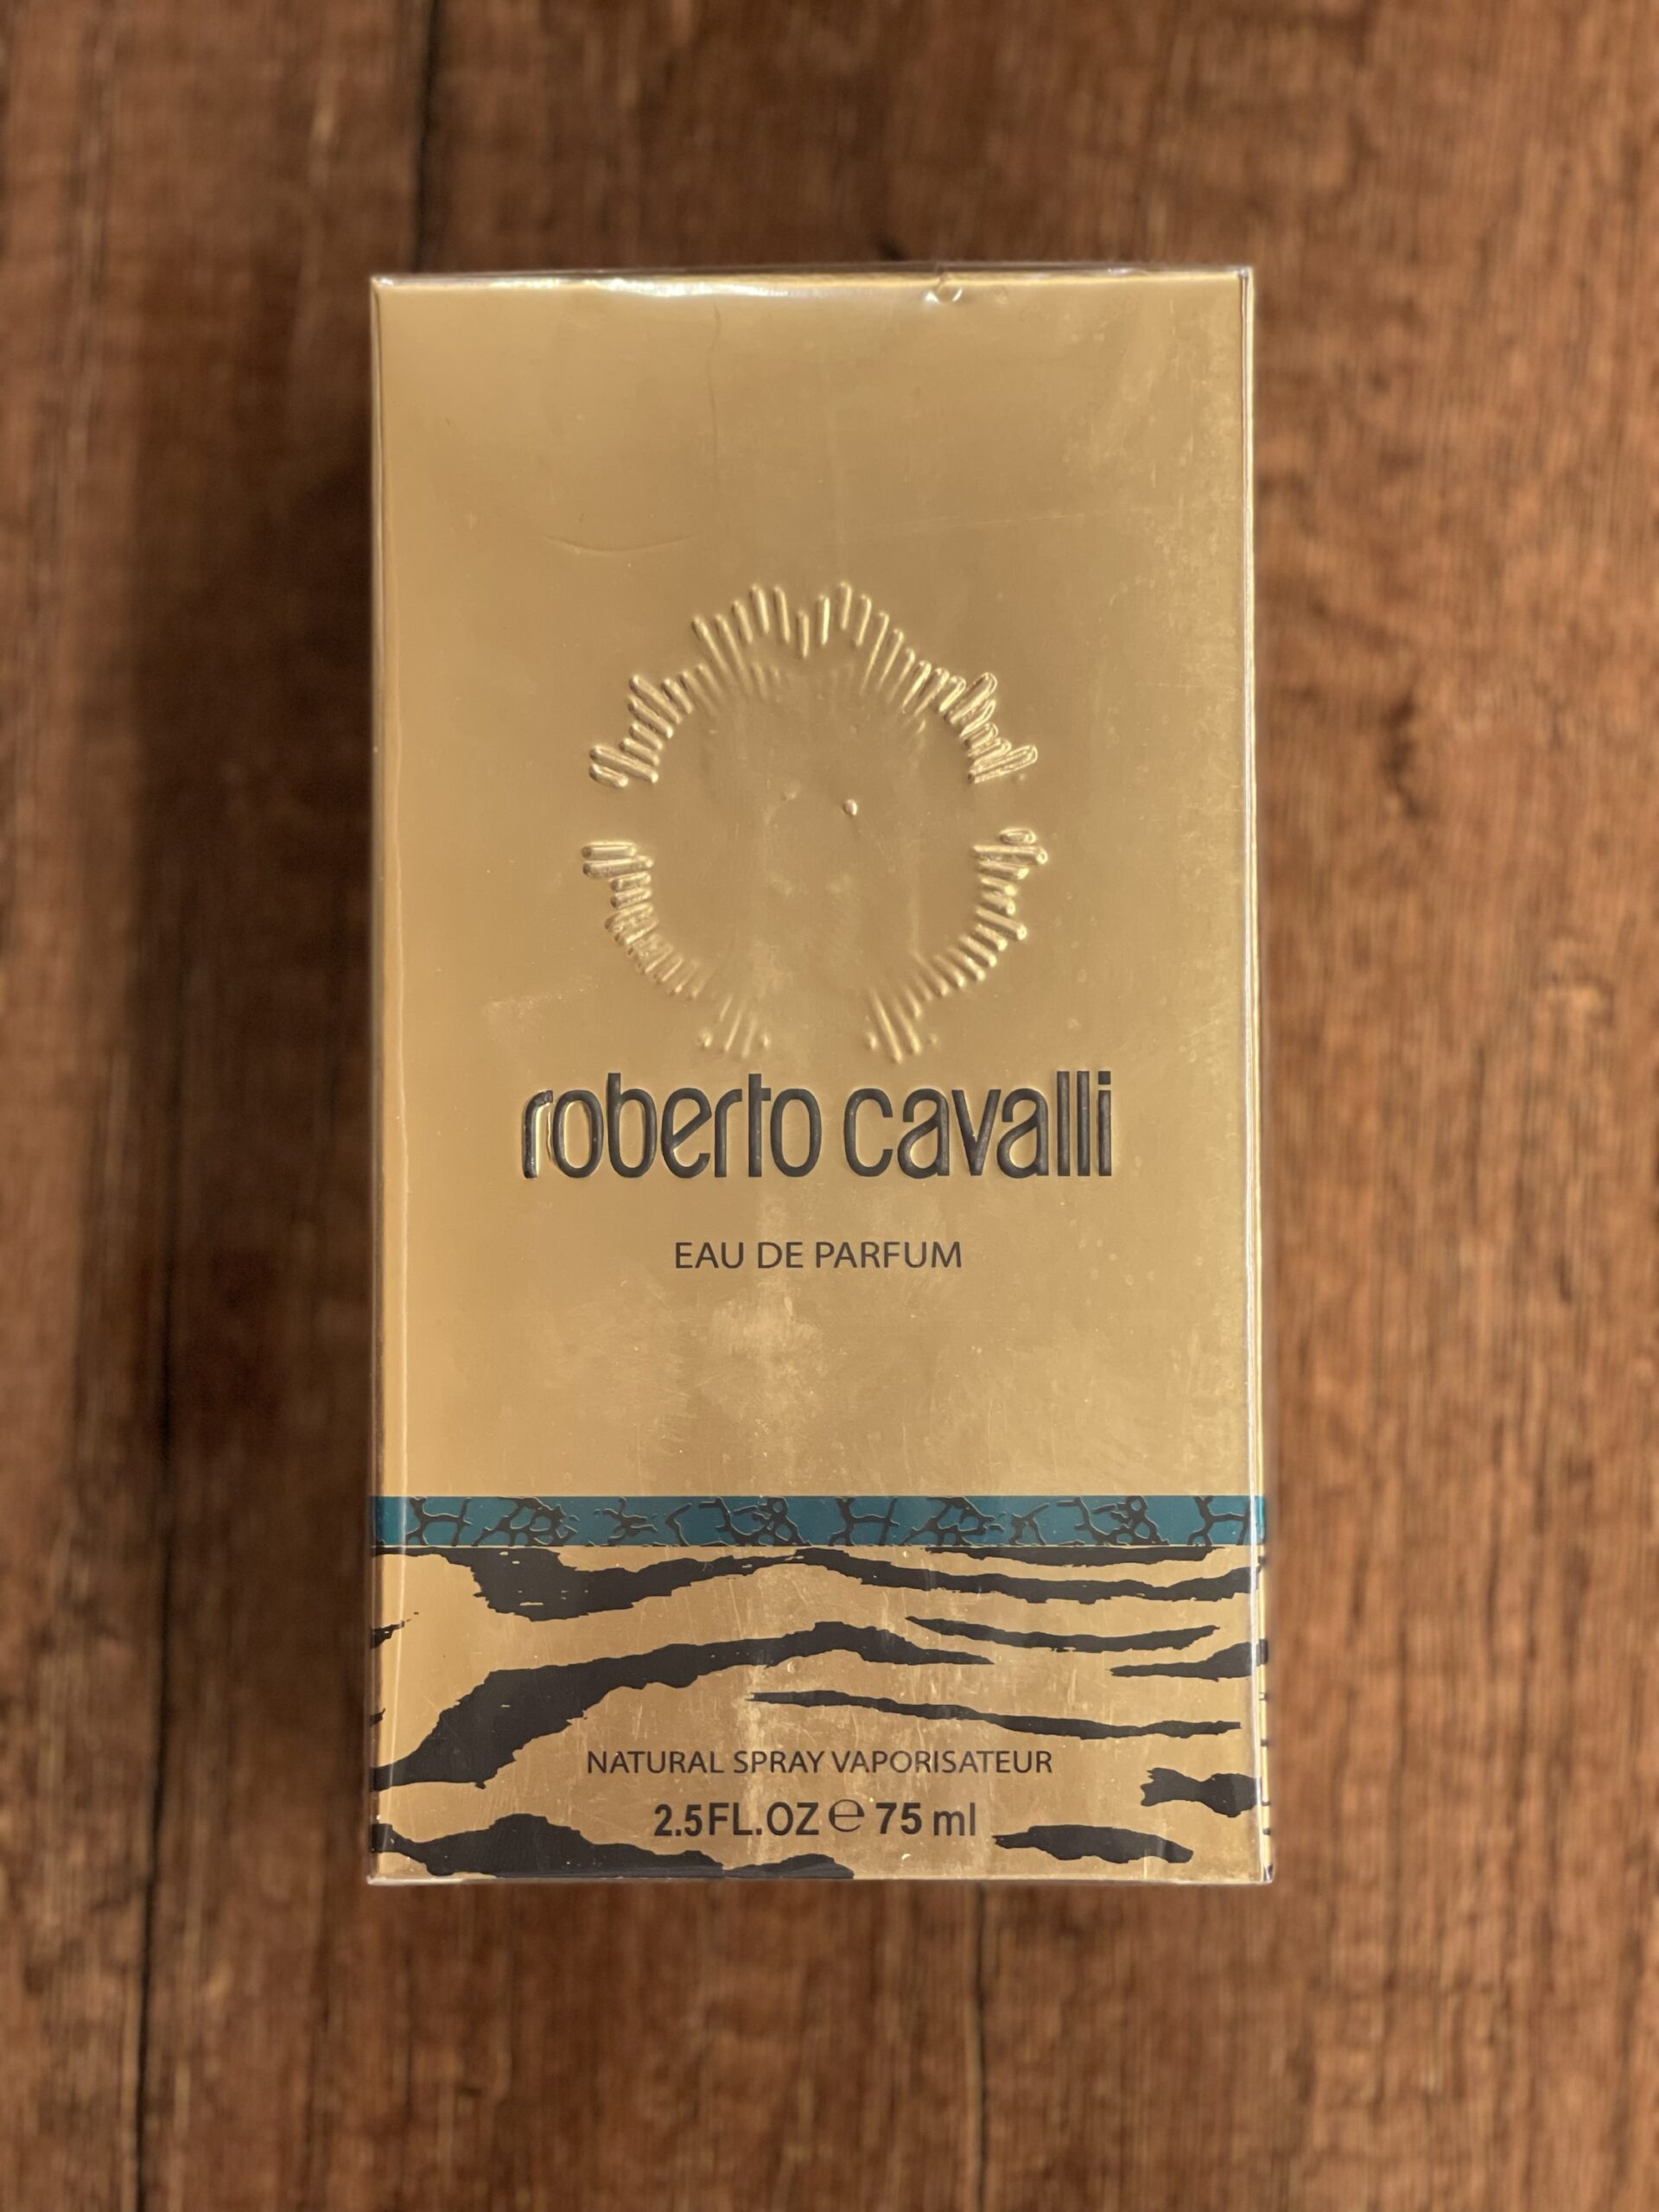 roberto cavalli
EAU DE PARFUM
NATURAL SPRAY VAPORISATEUR
2.5FL.OZ ℮ 75 ml